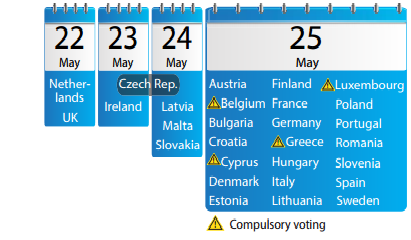 22
May
Nether-
lands
UK
23
May
Czech Rep.
Ireland
24
May
Latvia
Malta
Slovakia
25
May
Austria Finland Luxembourg
Belgium France Poland
Bulgaria Germany Portugal
Croatia Greece Romania
Cyprus Hungary Slovenia
Denmark Italy Spain
Estonia Lithuania Sweden
Compulsory voting